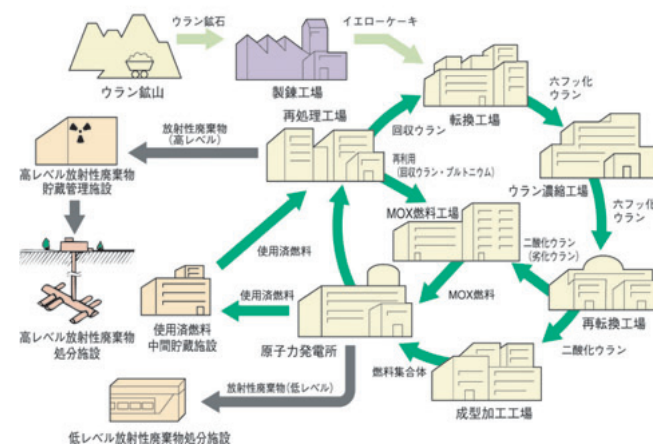 ウラン鉱石
イエローケーキ
ウラン鉱山
製錬工場
転換工場
六フッ化
ウラン
再処理工場
回収ウラン
放射性廃棄物
(高レベル)
再利用
(回収ウラン・プルトニウム)
ウラン濃縮工場
高レベル放射性廃棄物
貯蔵管理施設
MOX燃料工場
六フッ化
ウラン
使用済燃料
二酸化ウラン
(劣化ウラン)
使用済燃料
MOX燃料
再転換工場
高レベル放射性廃棄物
処分施設
使用済燃料
中間貯蔵施設
原子力発電所
二酸化ウラン
燃料集合体
放射性廃棄物(低レベル)
成型加工工場
低レベル放射性廃棄物処分施設